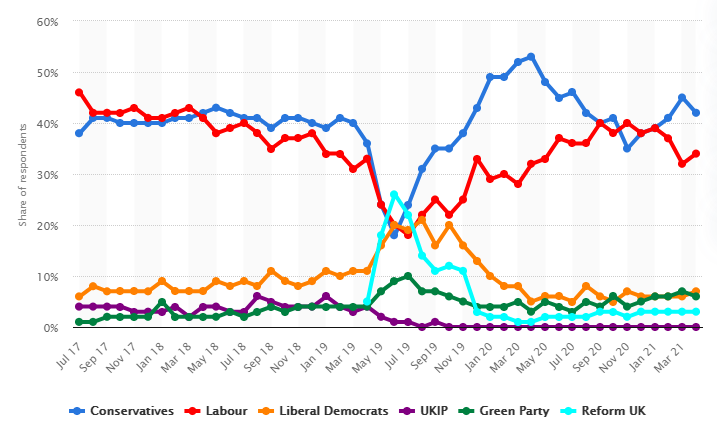 60%
50%
40%
30%
20%
10%
0%
Share of respondents
Jul 17
Sep 17
Nov 17
Jan 18
Mar 18
May 18
Jul 18
Sep 18
Nov 18
Jan 19
Mar 19
May 19
Jul 19
Sep 19
Nov 19
Jan 20
Mar 20
May 20
Jul 20
Sep 20
Nov 20
Jan 21
Mar 21
Conservatives Labour Liberal Democrats UKIP Green Party Reform UK